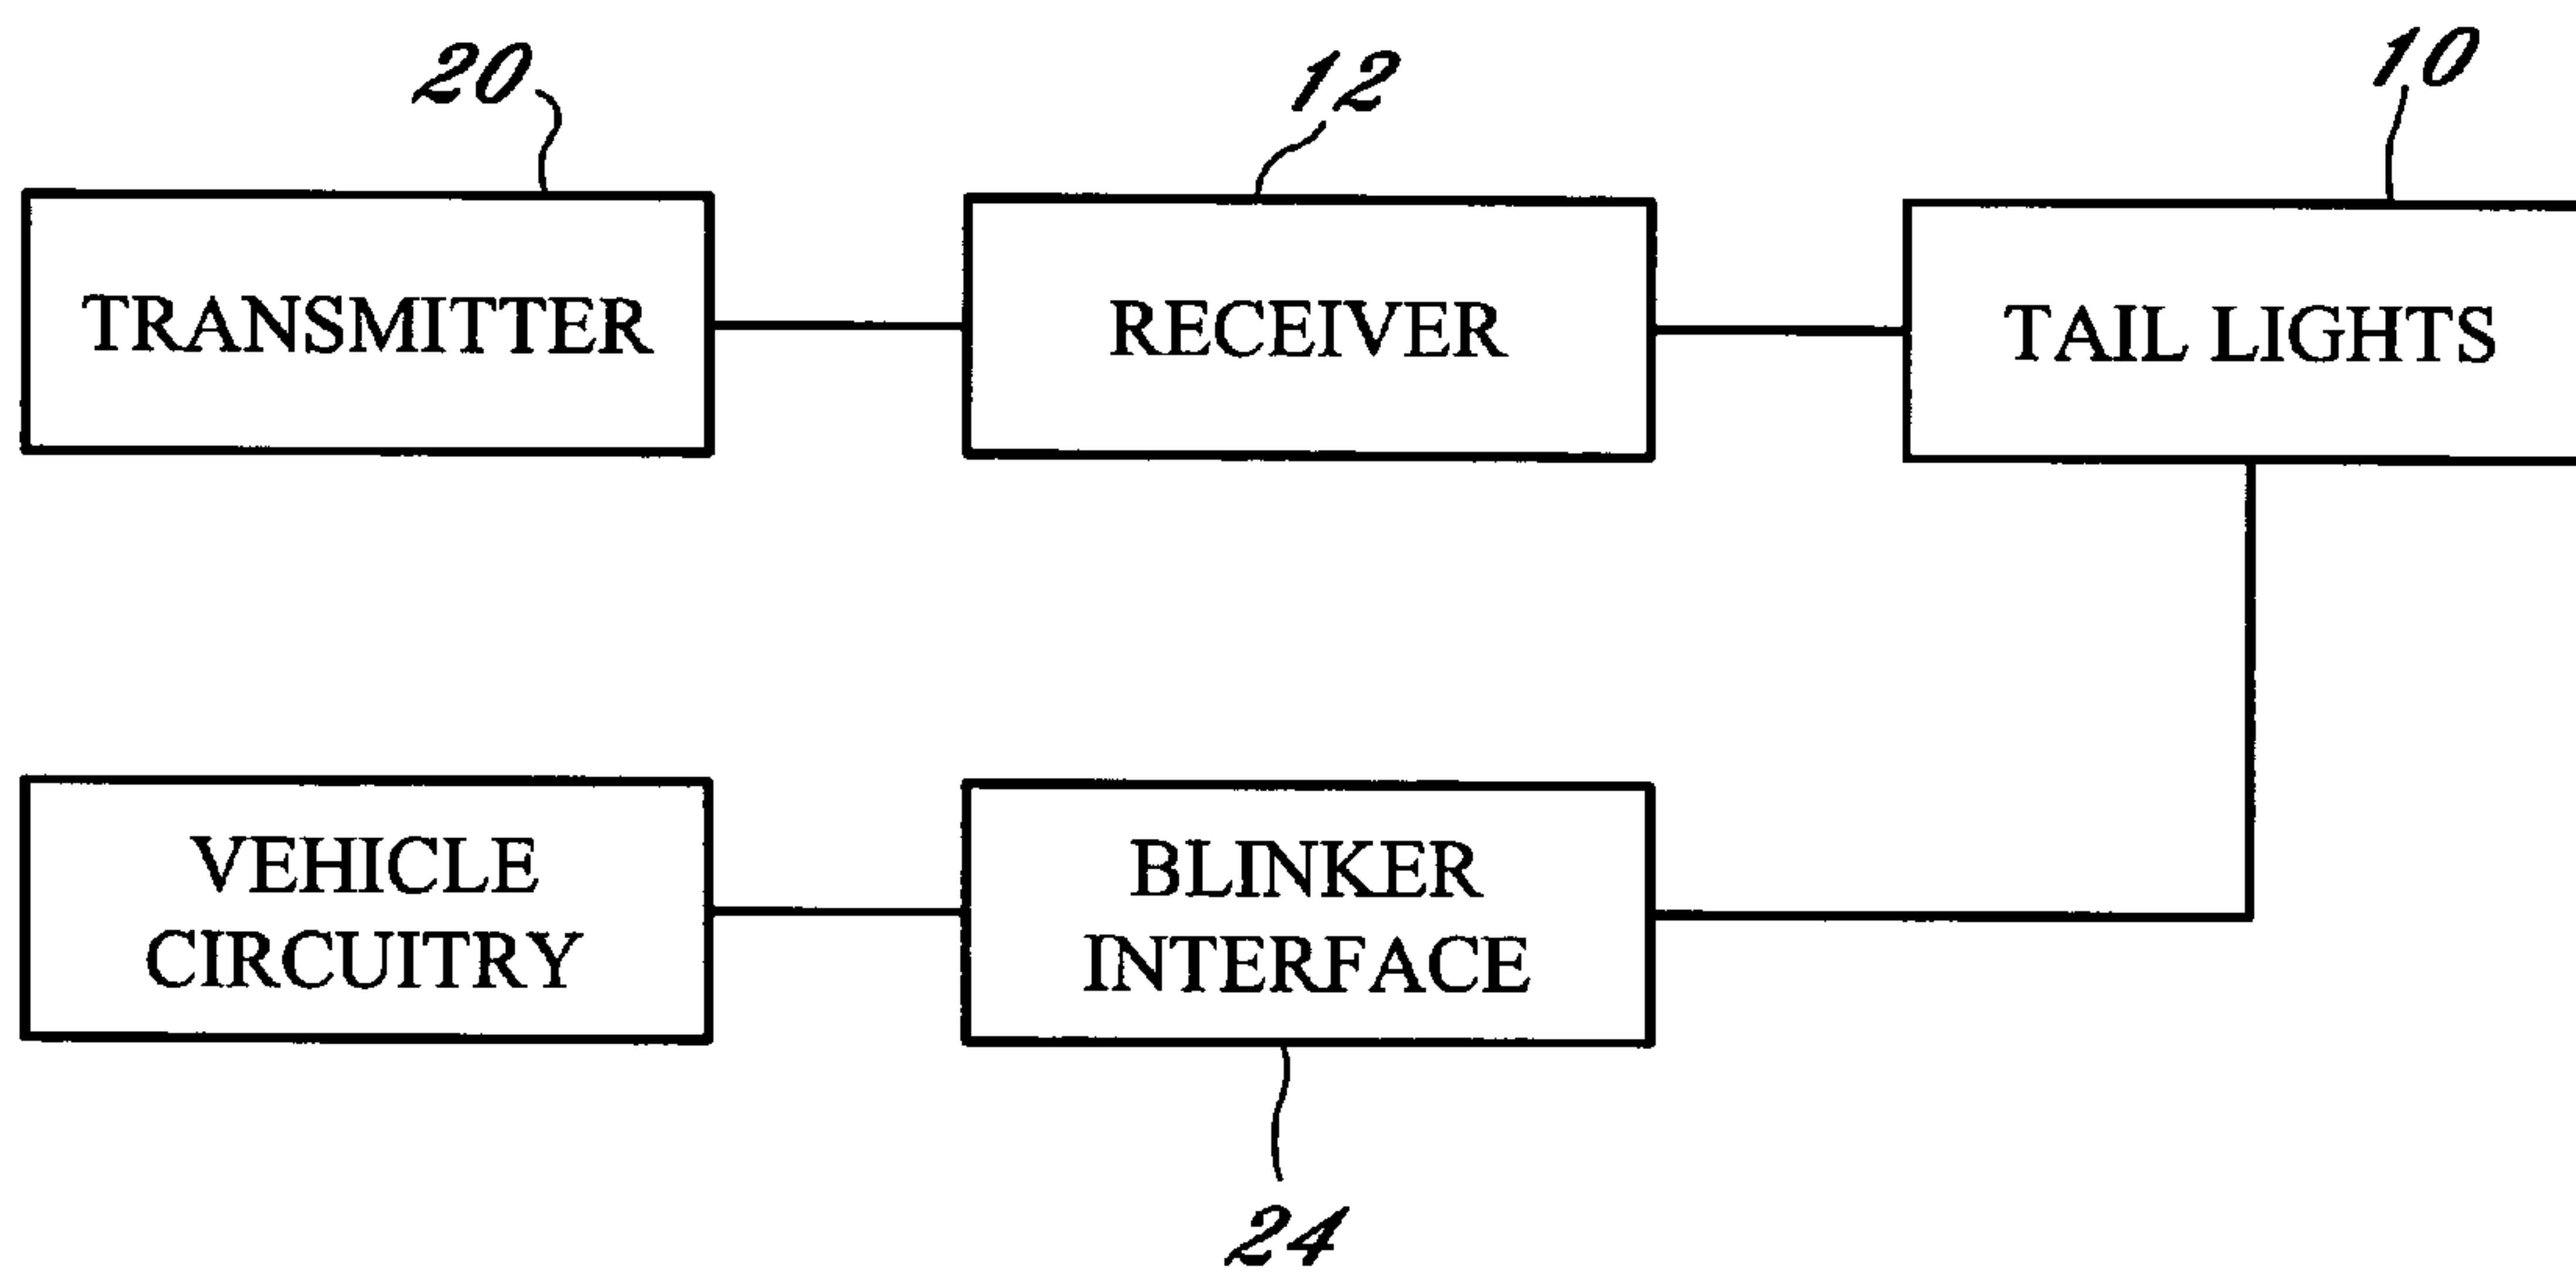 20
12
10
TRANSMITTER
RECEIVER
TAIL LIGHTS
VEHICLE
CIRCUITRY
BLINKER
INTERFACE
24